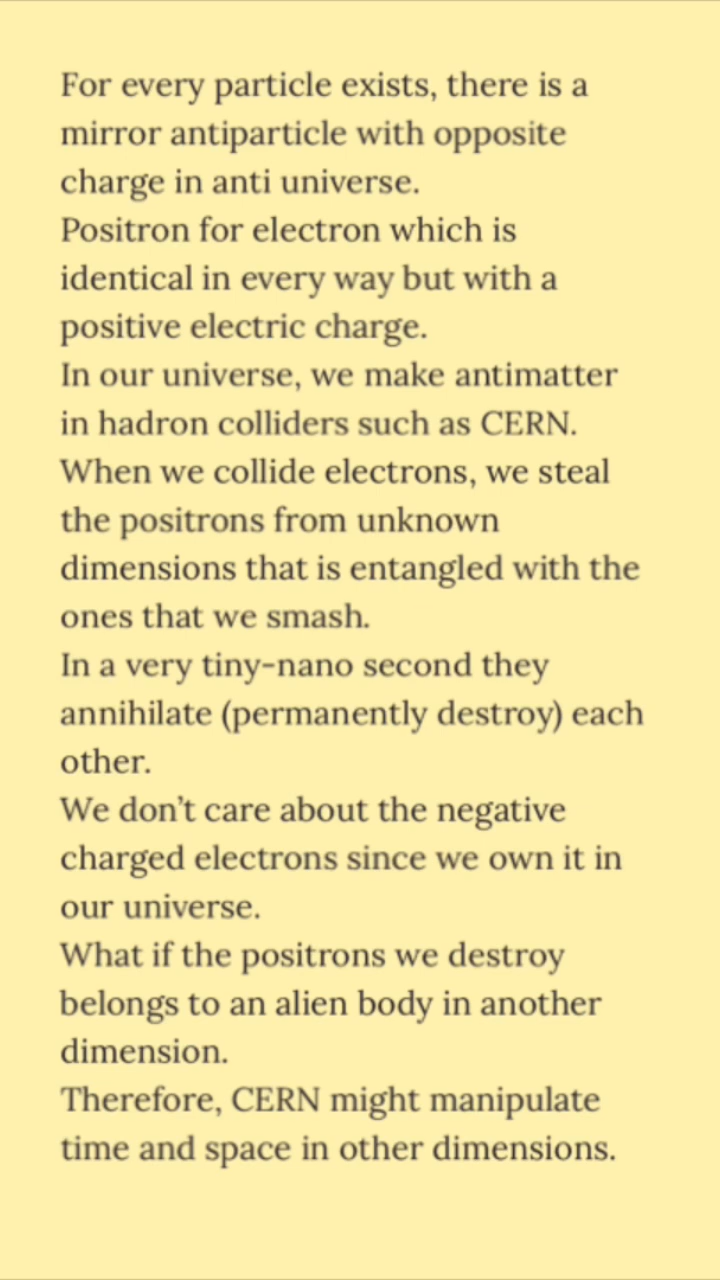 For every particle exists, there is a
mirror antiparticle with opposite
charge in anti universe.
Positron for electron which is
identical in every way but with a
positive electric charge.
In our universe, we make antimatter
in hadron colliders such as CERN.
When we collide electrons, we steal
the positrons from unknown
dimensions that is entangled with the
ones that we smash.
In a very tiny-nano second they
annihilate (permanently destroy) each
other.
We don’t care about the negative
charged electrons since we own it in
our universe.
What if the positrons we destroy
belongs to an alien body in another
dimension.
Therefore, CERN might manipulate
time and space in other dimensions.